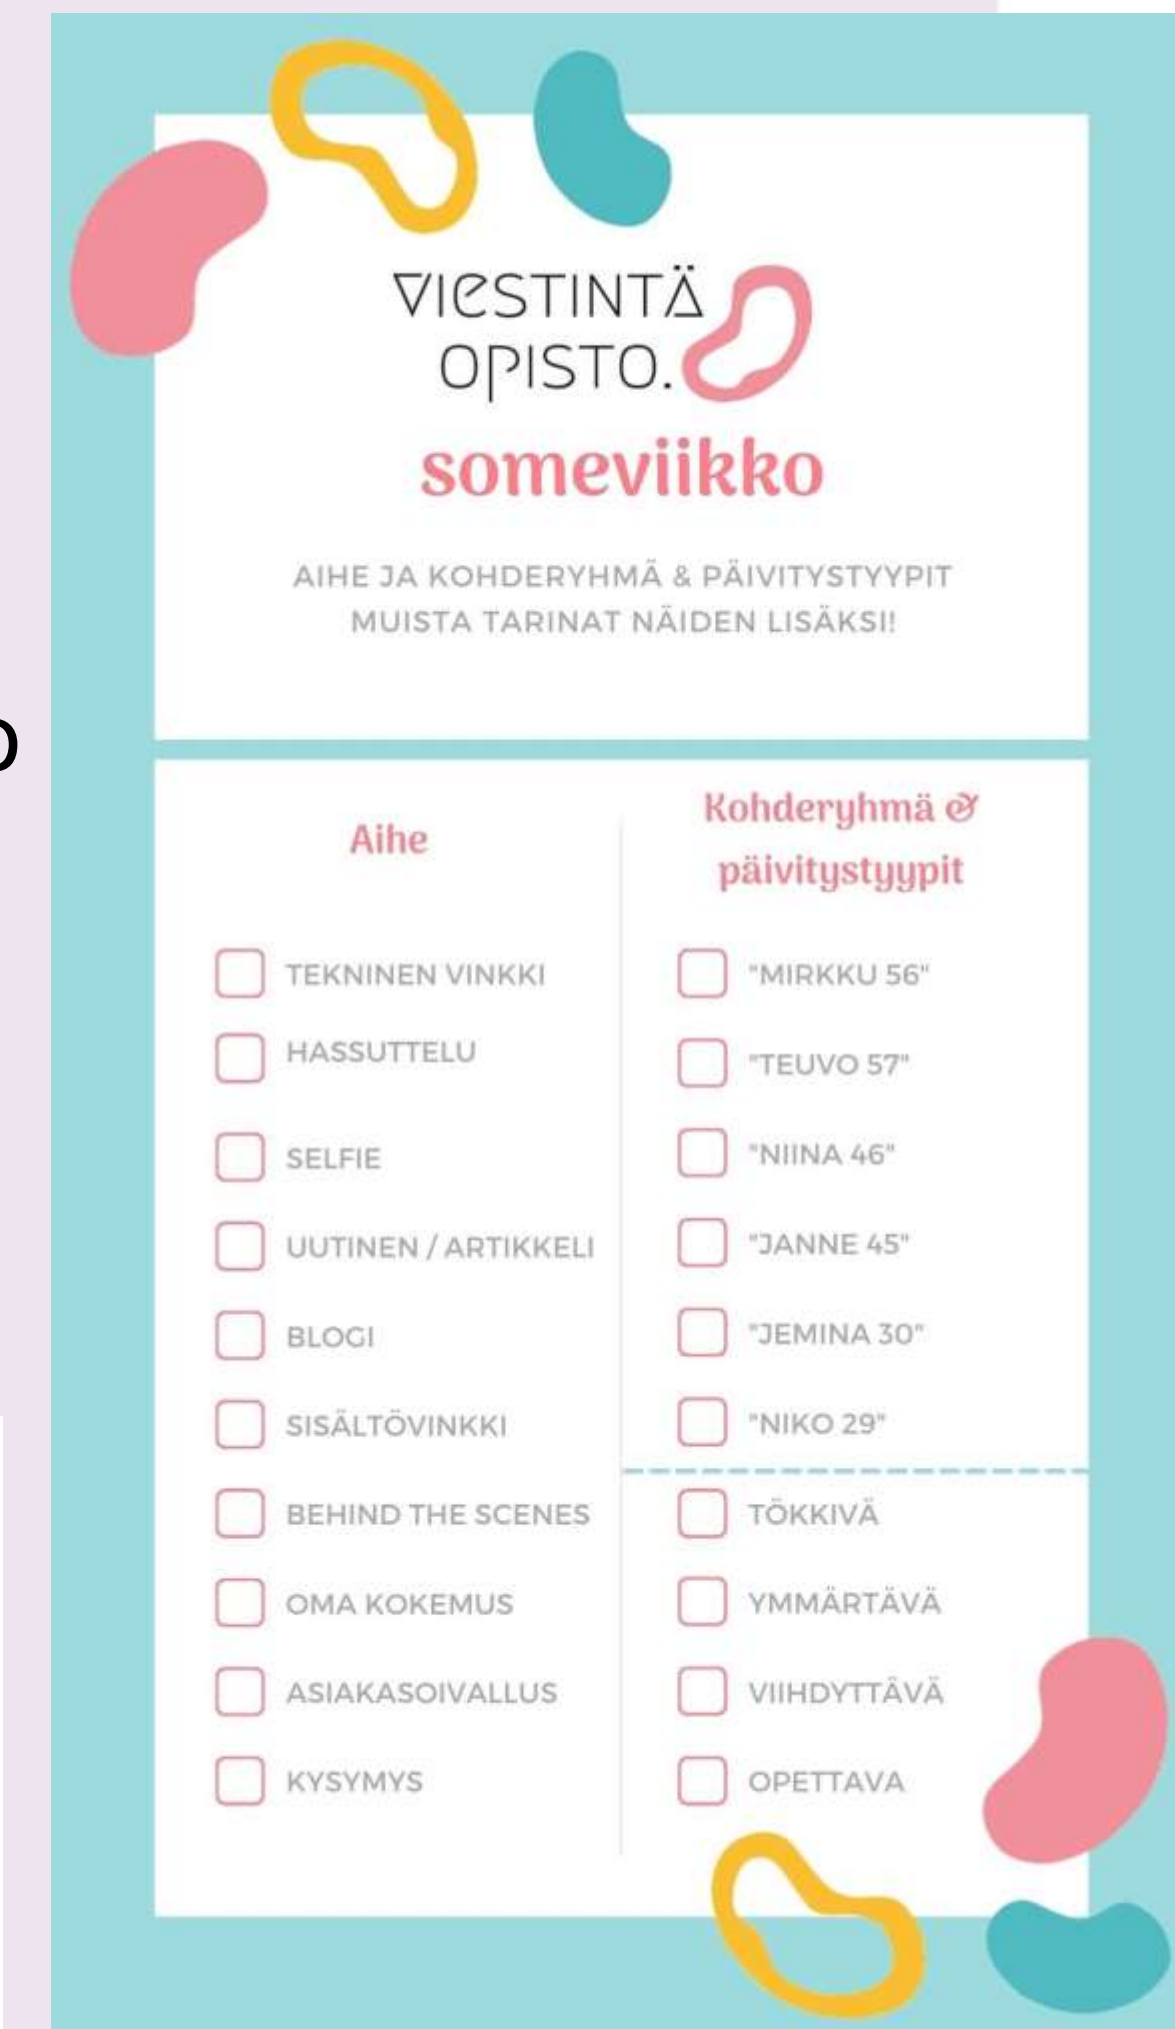 VIESTINTÄ
OPISTO.
someviikko
AIHE JA KOHDERYHMÄ & PÄIVITYSTYYPIT
MUISTA TARINAT NÄIDEN LISÄKSI!
o
Aihe
TEKNINEN VINKKI
HASSUTTELU
SELFIE
UUTINEN / ARTIKKELI
BLOGI
SISÄLTÖVINKKI
BEHIND THE SCENES
OMA KOKEMUS
ASIAKASOIVALLUS
KYSYMYS
Kohderyhmä &
päivitystyypit
"MIRKKU 56"
"TEUVO 57"
"NIINA 46"
"JANNE 45"
"JEMINA 30"
"NIKO 29"
TÖKKIVÄ
YMMÄRTÄVÄ
VIIHDYTTÄVÄ
OPETTAVA